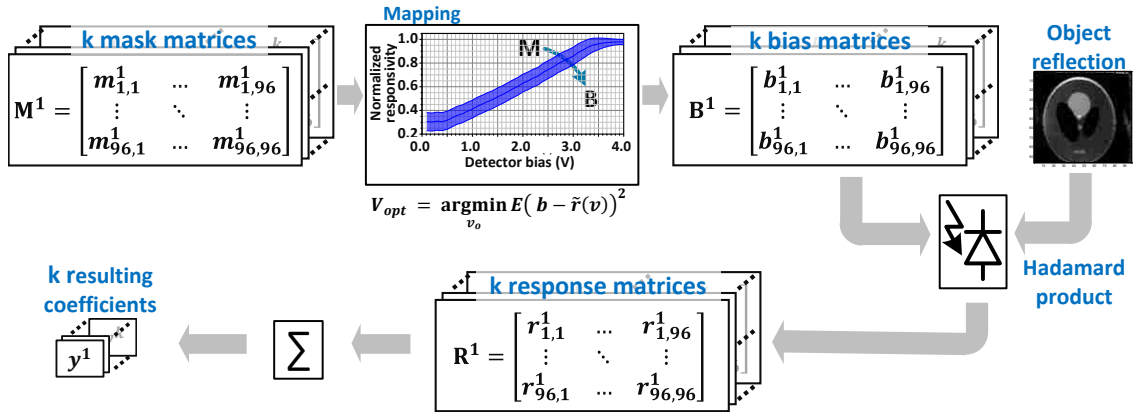 k mask matrices
M¹ = [m¹₁,₁ ... m¹₁,₉₆
⋮ ⋱ ⋮
m¹₉₆,₁ ... m¹₉₆,₉₆]
Mapping
Normalized
responsivity
1.0
0.8
0.6
0.4
0.2
M
B
0.0 1.0 2.0 3.0 4.0
Detector bias (V)
V_opt = argmin E(b − r̃(v))²
v₀
k bias matrices
B¹ = [b¹₁,₁ ... b¹₁,₉₆
⋮ ⋱ ⋮
b¹₉₆,₁ ... b¹₉₆,₉₆]
Object
reflection
Hadamard
product
k response matrices
R¹ = [r¹₁,₁ ... r¹₁,₉₆
⋮ ⋱ ⋮
r¹₉₆,₁ ... r¹₉₆,₉₆]
∑
k resulting
coefficients
y¹